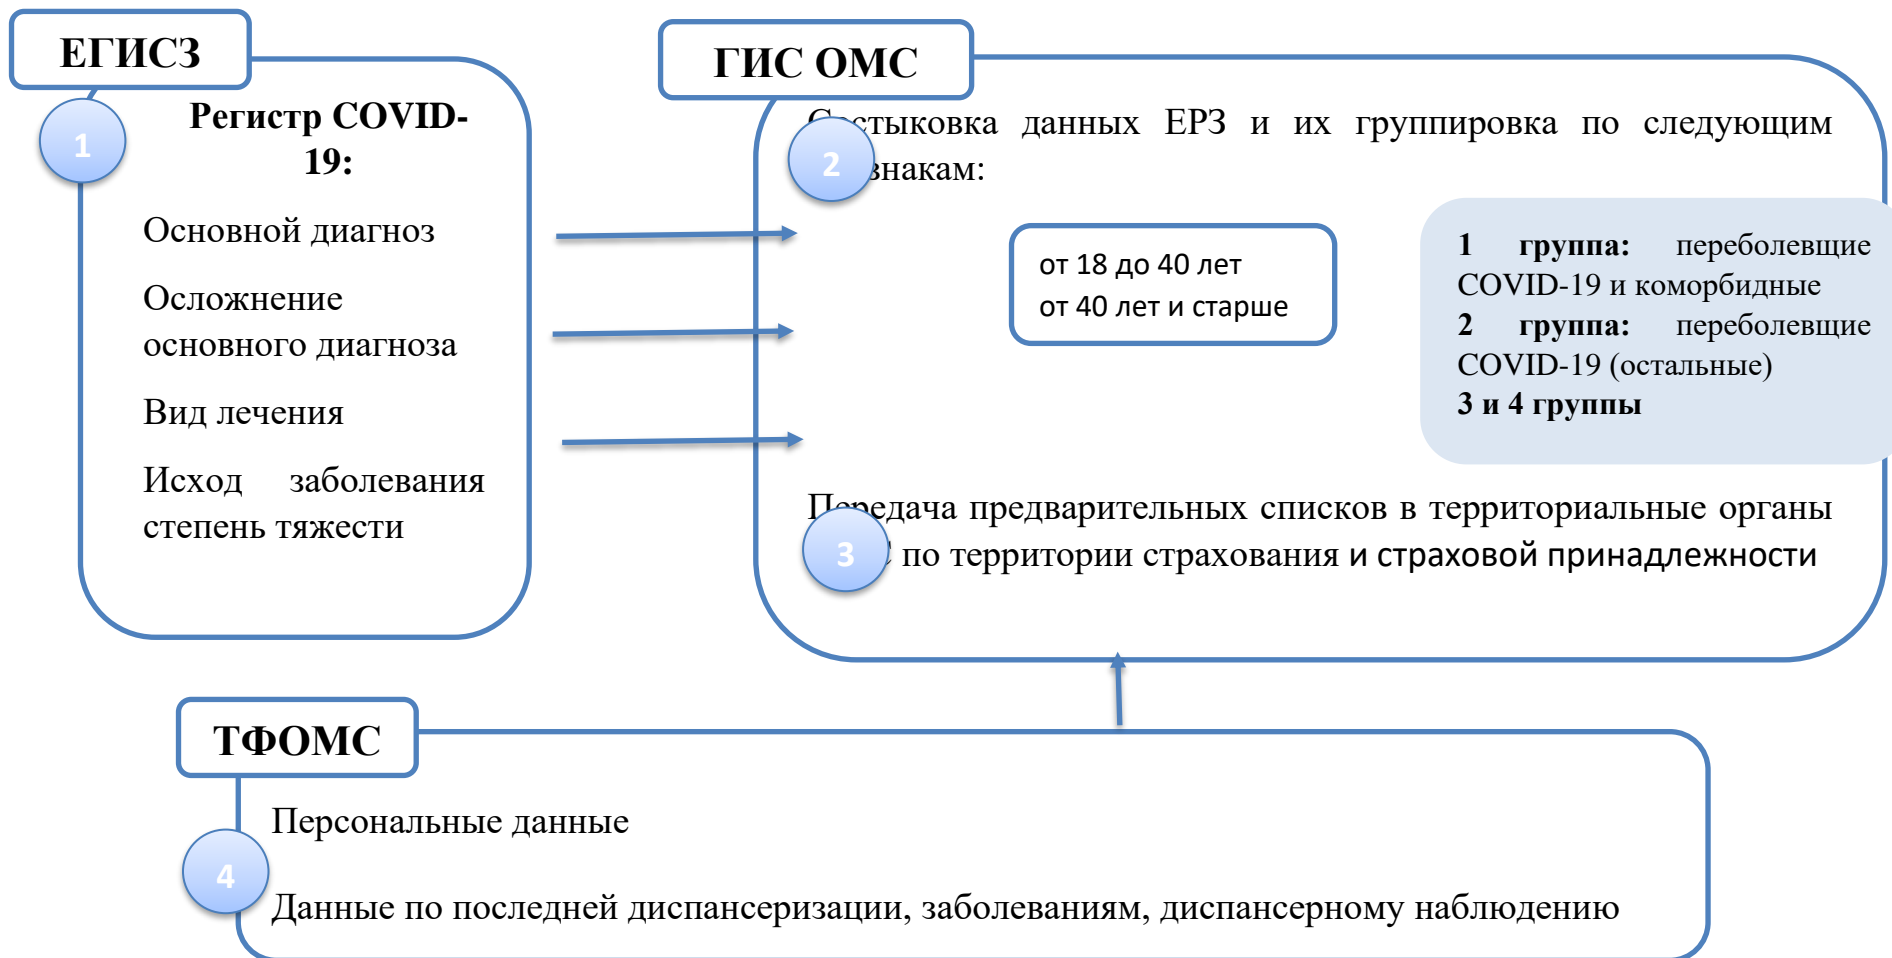 ЕГИСЗ
1
Регистр COVID-
19:
Основной диагноз
Осложнение
основного диагноза
Вид лечения
Исход заболевания
степень тяжести
ГИС ОМС
2
данных ЕРЗ и их группировка по следующим
от 18 до 40 лет
от 40 лет и старше
1 группа: переболевщие
COVID-19 и коморбидные
2 группа: переболевщие
COVID-19 (остальные)
3 и 4 группы
3
Передача предварительных списков в территориальные органы
по территории страхования и страховой принадлежности
ТФОМС
4
Персональные данные
Данные по последней диспансеризации, заболеваниям, диспансерному наблюдению